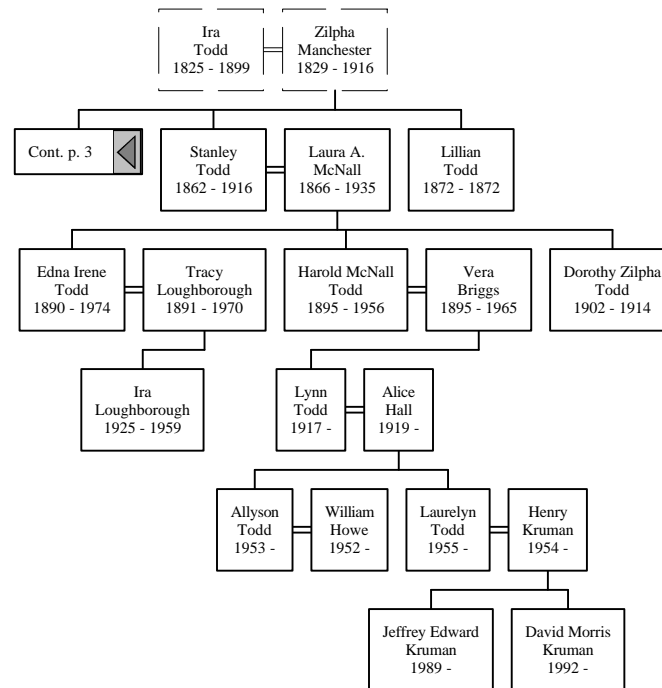 Ira
Todd
1825 - 1899
Zilpha
Manchester
1829 - 1916
Cont. p. 3
Stanley
Todd
1862 - 1916
Laura A.
McNall
1866 - 1935
Lillian
Todd
1872 - 1872
Edna Irene
Todd
1890 - 1974
Tracy
Loughborough
1891 - 1970
Harold McNall
Todd
1895 - 1956
Vera
Briggs
1895 - 1965
Dorothy Zilpha
Todd
1902 - 1914
Ira
Loughborough
1925 - 1959
Lynn
Todd
1917 -
Alice
Hall
1919 -
Allyson
Todd
1953 -
William
Howe
1952 -
Laurelyn
Todd
1955 -
Henry
Kruman
1954 -
Jeffrey Edward
Kruman
1989 -
David Morris
Kruman
1992 -